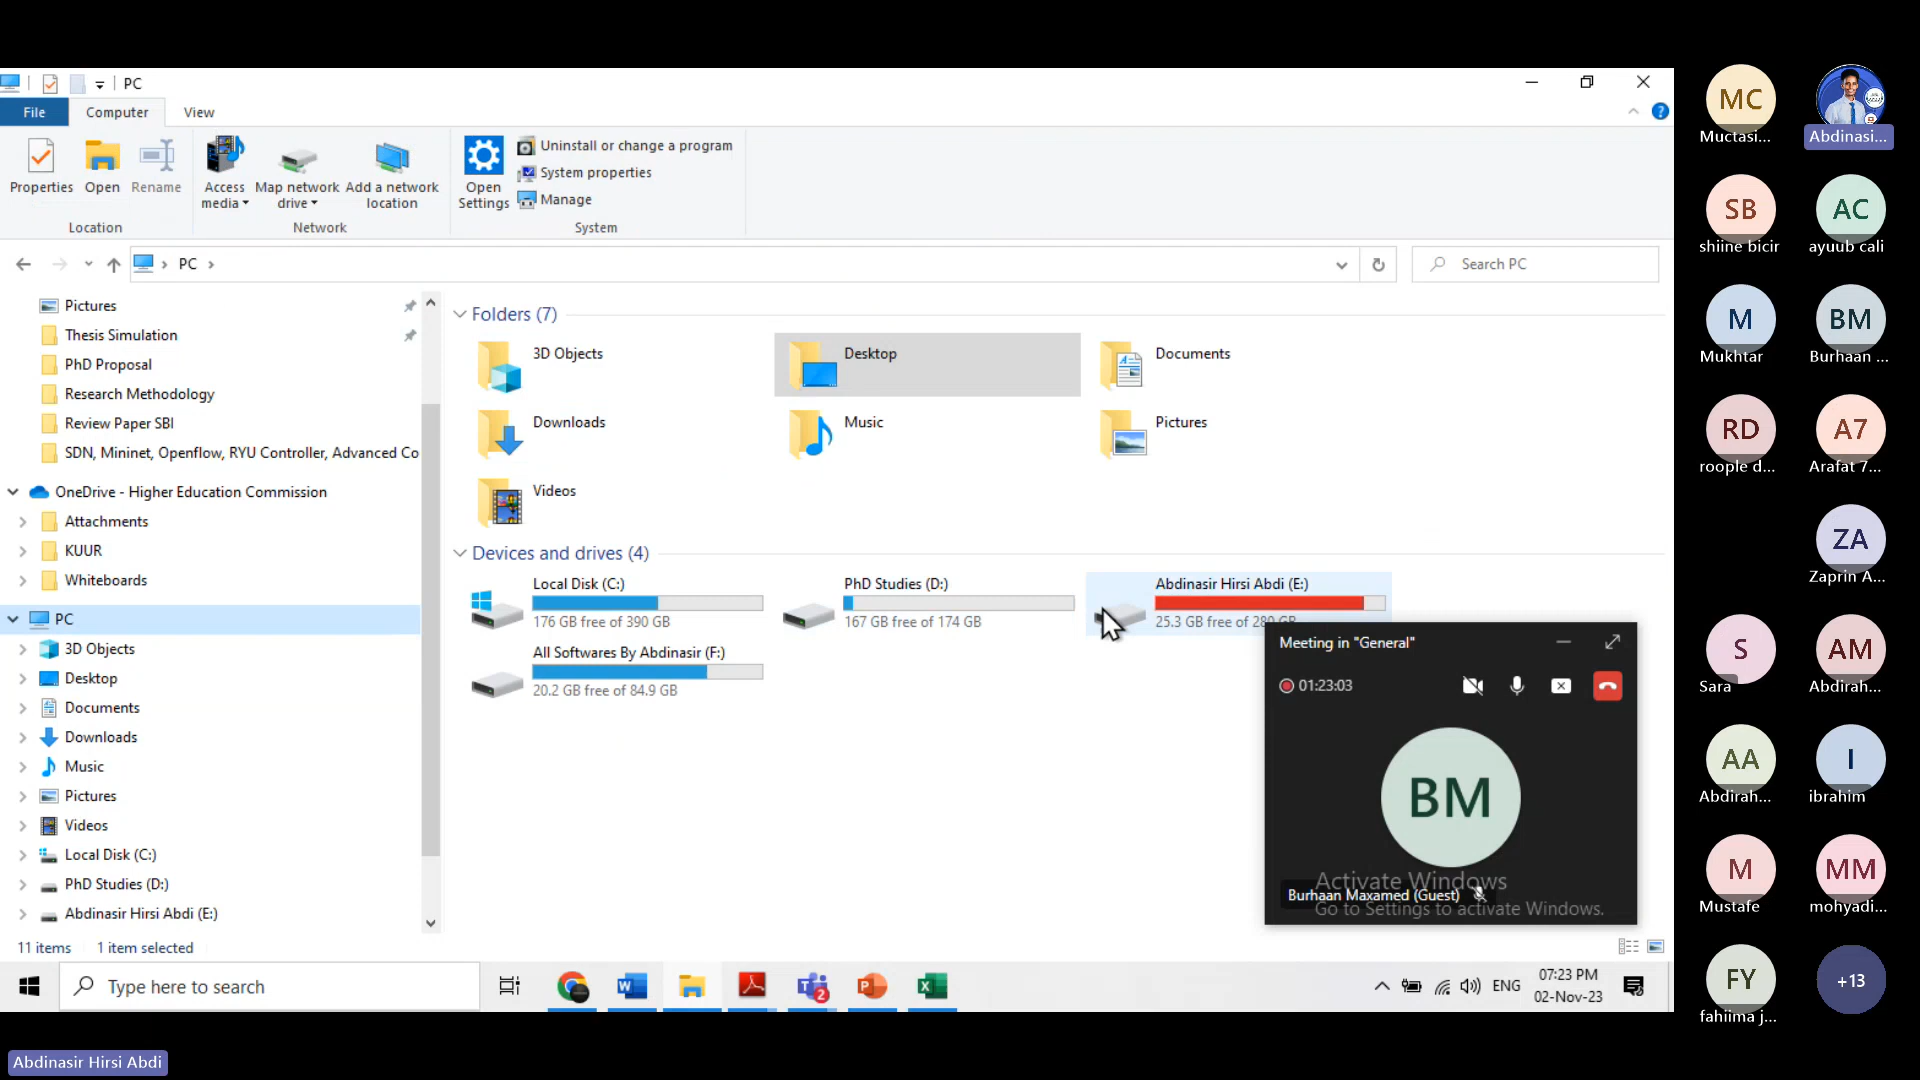 PC
File
Computer
View
Properties
Open
Rename
Access media
Map network drive
Add a network location
Open Settings
Uninstall or change a program
System properties
Manage
Location
Network
System
PC
Search PC
Pictures
Thesis Simulation
PhD Proposal
Research Methodology
Review Paper SBI
SDN, Mininet, Openflow, RYU Controller, Advanced Co
OneDrive - Higher Education Commission
Attachments
KUUR
Whiteboards
PC
3D Objects
Desktop
Documents
Downloads
Music
Pictures
Videos
Local Disk (C:)
PhD Studies (D:)
Abdinasir Hirsi Abdi (E:)
Folders (7)
3D Objects
Desktop
Documents
Downloads
Music
Pictures
Videos
Devices and drives (4)
Local Disk (C:)
176 GB free of 390 GB
PhD Studies (D:)
167 GB free of 174 GB
Abdinasir Hirsi Abdi (E:)
25.3 GB free of
All Softwares By Abdinasir (F:)
20.2 GB free of 84.9 GB
Meeting in "General"
01:23:03
BM
Burhaan Maxamed (Guest)
Activate Windows
Go to Settings to activate Windows.
11 items
1 item selected
Type here to search
2
ENG
07:23 PM
02-Nov-23
MC
Muctasi...
Abdinasi...
SB
shiine bicir
AC
ayuub cali
M
Mukhtar
BM
Burhaan ...
RD
roople d...
A7
Arafat 7...
ZA
Zaprin A...
S
Sara
AM
Abdirah...
AA
Abdirah...
I
ibrahim
M
Mustafe
MM
mohyadi...
FY
fahiima j...
+13
Abdinasir Hirsi Abdi